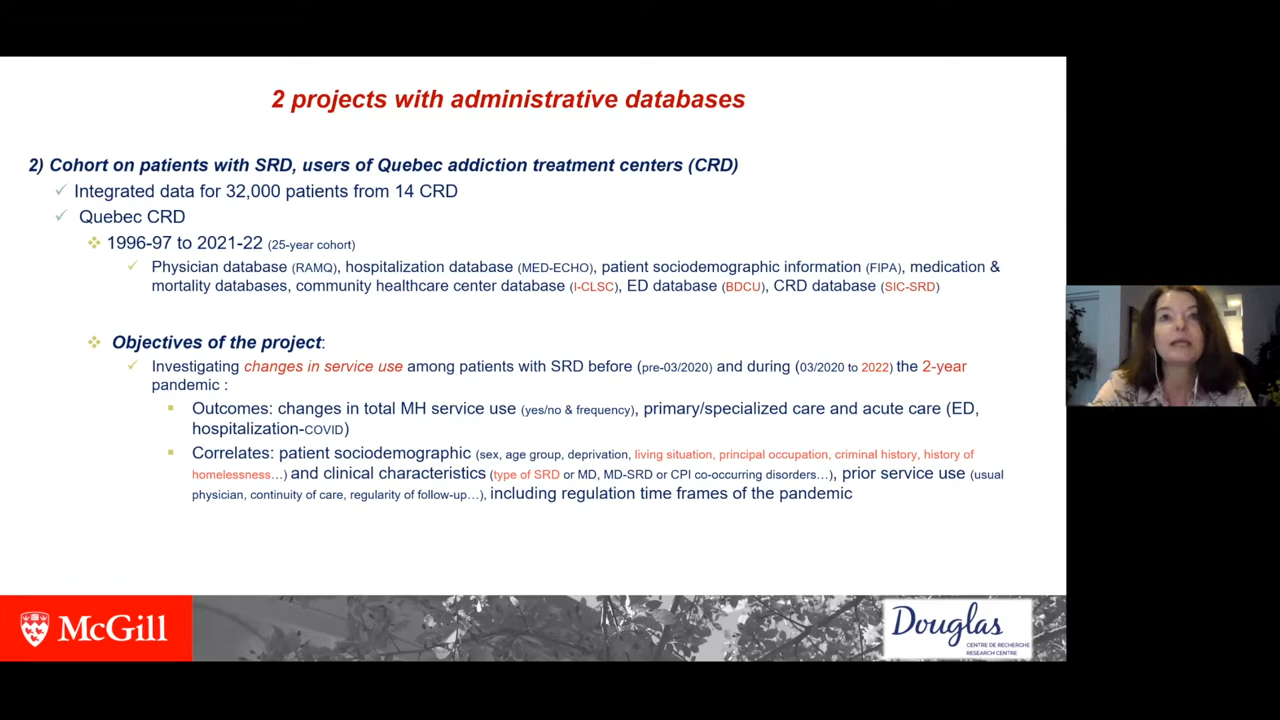 2 projects with administrative databases
2) Cohort on patients with SRD, users of Quebec addiction treatment centers (CRD)
✓ Integrated data for 32,000 patients from 14 CRD
✓ Quebec CRD
❖ 1996-97 to 2021-22 (25-year cohort)
✓ Physician database (RAMQ), hospitalization database (MED-ECHO), patient sociodemographic information (FIPA), medication &
mortality databases, community healthcare center database (I-CLSC), ED database (BDCU), CRD database (SIC-SRD)
❖ Objectives of the project:
✓ Investigating changes in service use among patients with SRD before (pre-03/2020) and during (03/2020 to 2022) the 2-year
pandemic :
▪ Outcomes: changes in total MH service use (yes/no & frequency), primary/specialized care and acute care (ED,
hospitalization-COVID)
▪ Correlates: patient sociodemographic (sex, age group, deprivation, living situation, principal occupation, criminal history, history of
homelessness…) and clinical characteristics (type of SRD or MD, MD-SRD or CPI co-occurring disorders…), prior service use (usual
physician, continuity of care, regularity of follow-up…), including regulation time frames of the pandemic
McGill
Douglas
CENTRE DE RECHERCHE
RESEARCH CENTRE